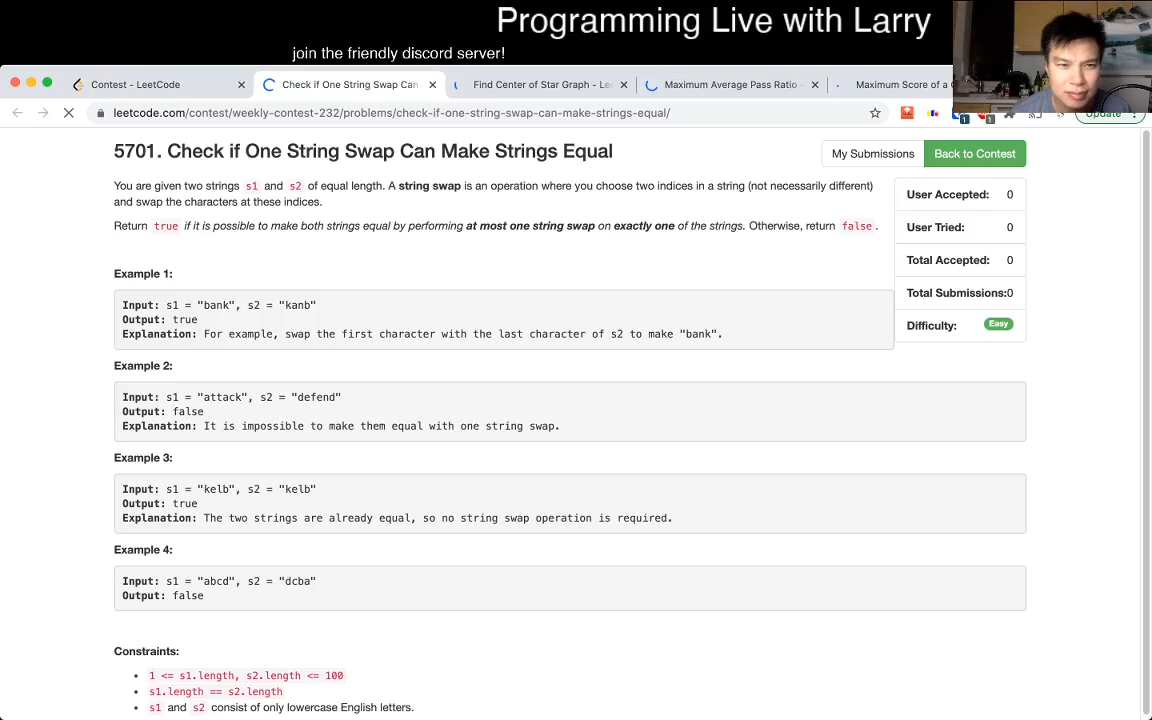 Programming Live with Larry
join the friendly discord server!
Contest - LeetCode
Check if One String Swap Can
Find Center of Star Graph - Le
Maximum Average Pass Ratio -
Maximum Score of a
leetcode.com/contest/weekly-contest-232/problems/check-if-one-string-swap-can-make-strings-equal/
Update
5701. Check if One String Swap Can Make Strings Equal
My Submissions
Back to Contest
You are given two strings s1 and s2 of equal length. A string swap is an operation where you choose two indices in a string (not necessarily different)
and swap the characters at these indices.
Return true if it is possible to make both strings equal by performing at most one string swap on exactly one of the strings. Otherwise, return false .
User Accepted: 0
User Tried: 0
Total Accepted: 0
Total Submissions:0
Difficulty: Easy
Example 1:
Input: s1 = "bank", s2 = "kanb"
Output: true
Explanation: For example, swap the first character with the last character of s2 to make "bank".
Example 2:
Input: s1 = "attack", s2 = "defend"
Output: false
Explanation: It is impossible to make them equal with one string swap.
Example 3:
Input: s1 = "kelb", s2 = "kelb"
Output: true
Explanation: The two strings are already equal, so no string swap operation is required.
Example 4:
Input: s1 = "abcd", s2 = "dcba"
Output: false
Constraints:
• 1 <= s1.length, s2.length <= 100
• s1.length == s2.length
• s1 and s2 consist of only lowercase English letters.